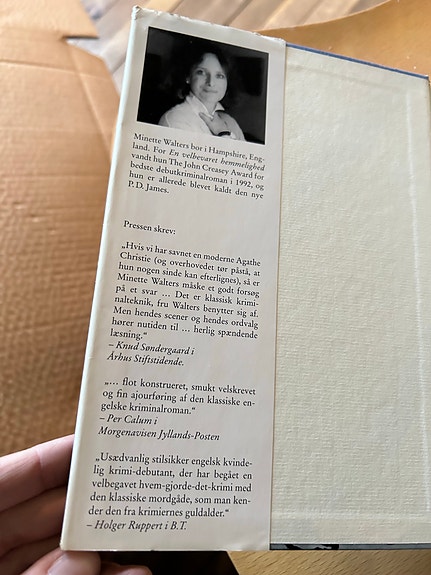 Minette Walters bor i Hampshire, Eng-
land. For En velbevaret hemmelighed
vandt hun The John Creasey Award for
bedste debutkriminalroman i 1992, og
hun er allerede blevet kaldt den nye
P.D. James.
Pressen skrev:
„Hvis vi har savnet en moderne Agathe
Christie (og overhovedet tør påstå, at
hun nogen sinde kan efterlignes), så er
Minette Walters måske et godt forsøg
på et svar ... Det er klassisk krimi-
nalteknik, fru Walters benytter sig af.
Men hendes scener og hendes ordvalg
hører nutiden til ... herlig spændende
læsning.“
– Knud Søndergaard i
Århus Stiftstidende.
„... flot konstrueret, smukt velskrevet
og fin ajourføring af den klassiske en-
gelske kriminalroman.“
– Per Calum i
Morgenavisen Jyllands-Posten
„Usædvanlig stilsikker engelsk kvinde-
lig krimi-debutant, der har begået en
velbegavet hvem-gjorde-det-krimi med
den klassiske mordgåde, som man ken-
der den fra krimiernes guldalder.“
– Holger Ruppert i B.T.